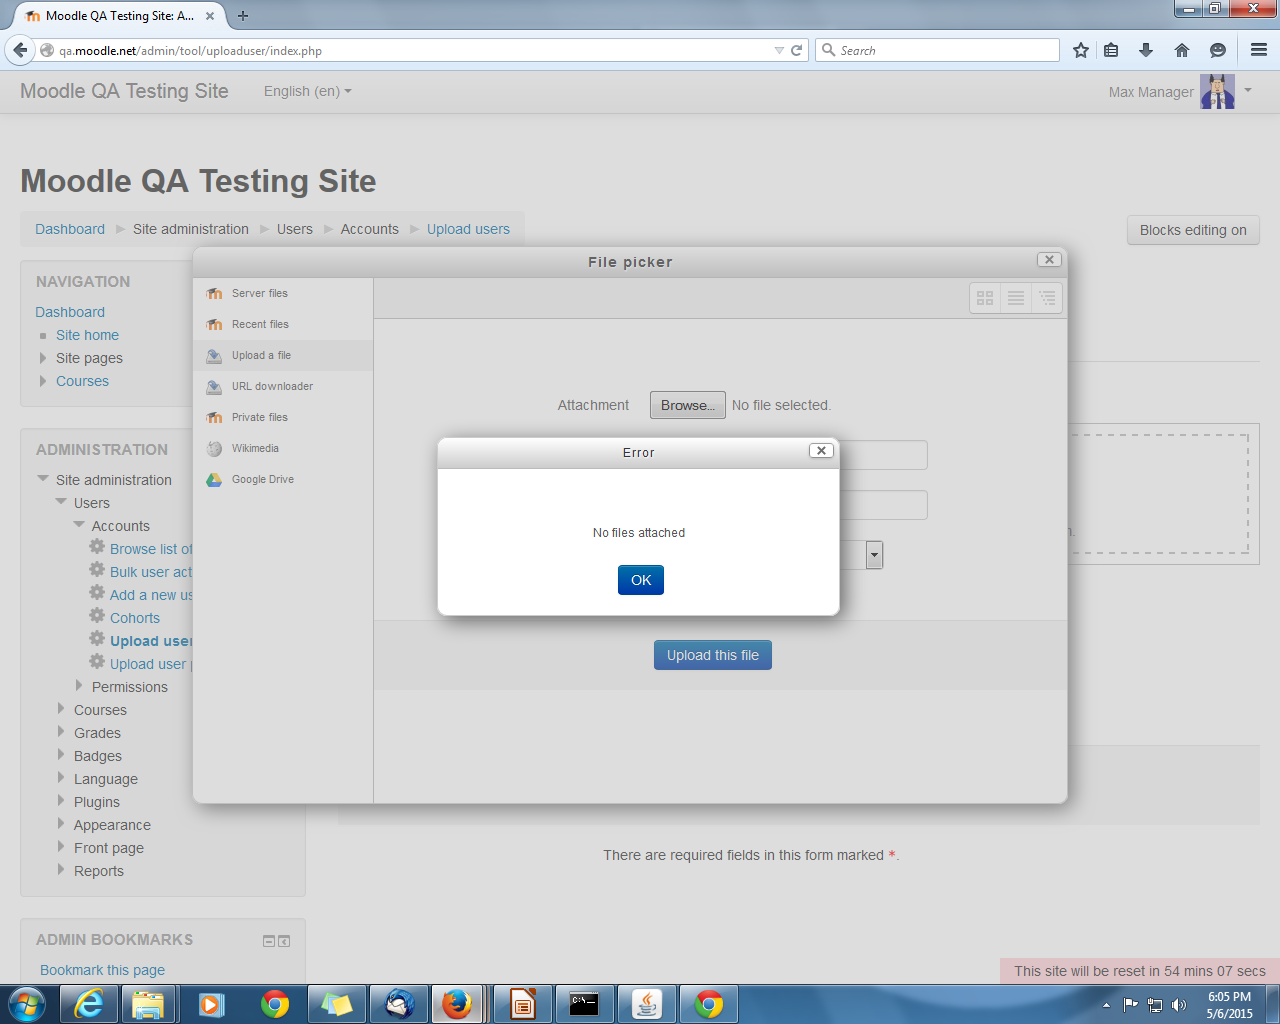 Moodle QA Testing Site: A...
qa.moodle.net/admin/tool/uploaduser/index.php
Search
Moodle QA Testing Site
English (en)
Max Manager
Moodle QA Testing Site
Dashboard
Site administration
Users
Accounts
Upload users
Blocks editing on
NAVIGATION
Dashboard
Site home
Site pages
Courses
ADMINISTRATION
Site administration
Users
Accounts
Browse list of
Bulk user act
Add a new us
Cohorts
Upload user
Upload user p
Permissions
Courses
Grades
Badges
Language
Plugins
Appearance
Front page
Reports
ADMIN BOOKMARKS
Bookmark this page
File picker
Server files
Recent files
Upload a file
URL downloader
Private files
Wikimedia
Google Drive
Attachment
Browse...
No file selected.
Error
No files attached
OK
Upload this file
There are required fields in this form marked *.
This site will be reset in 54 mins 07 secs
6:05 PM
5/6/2015